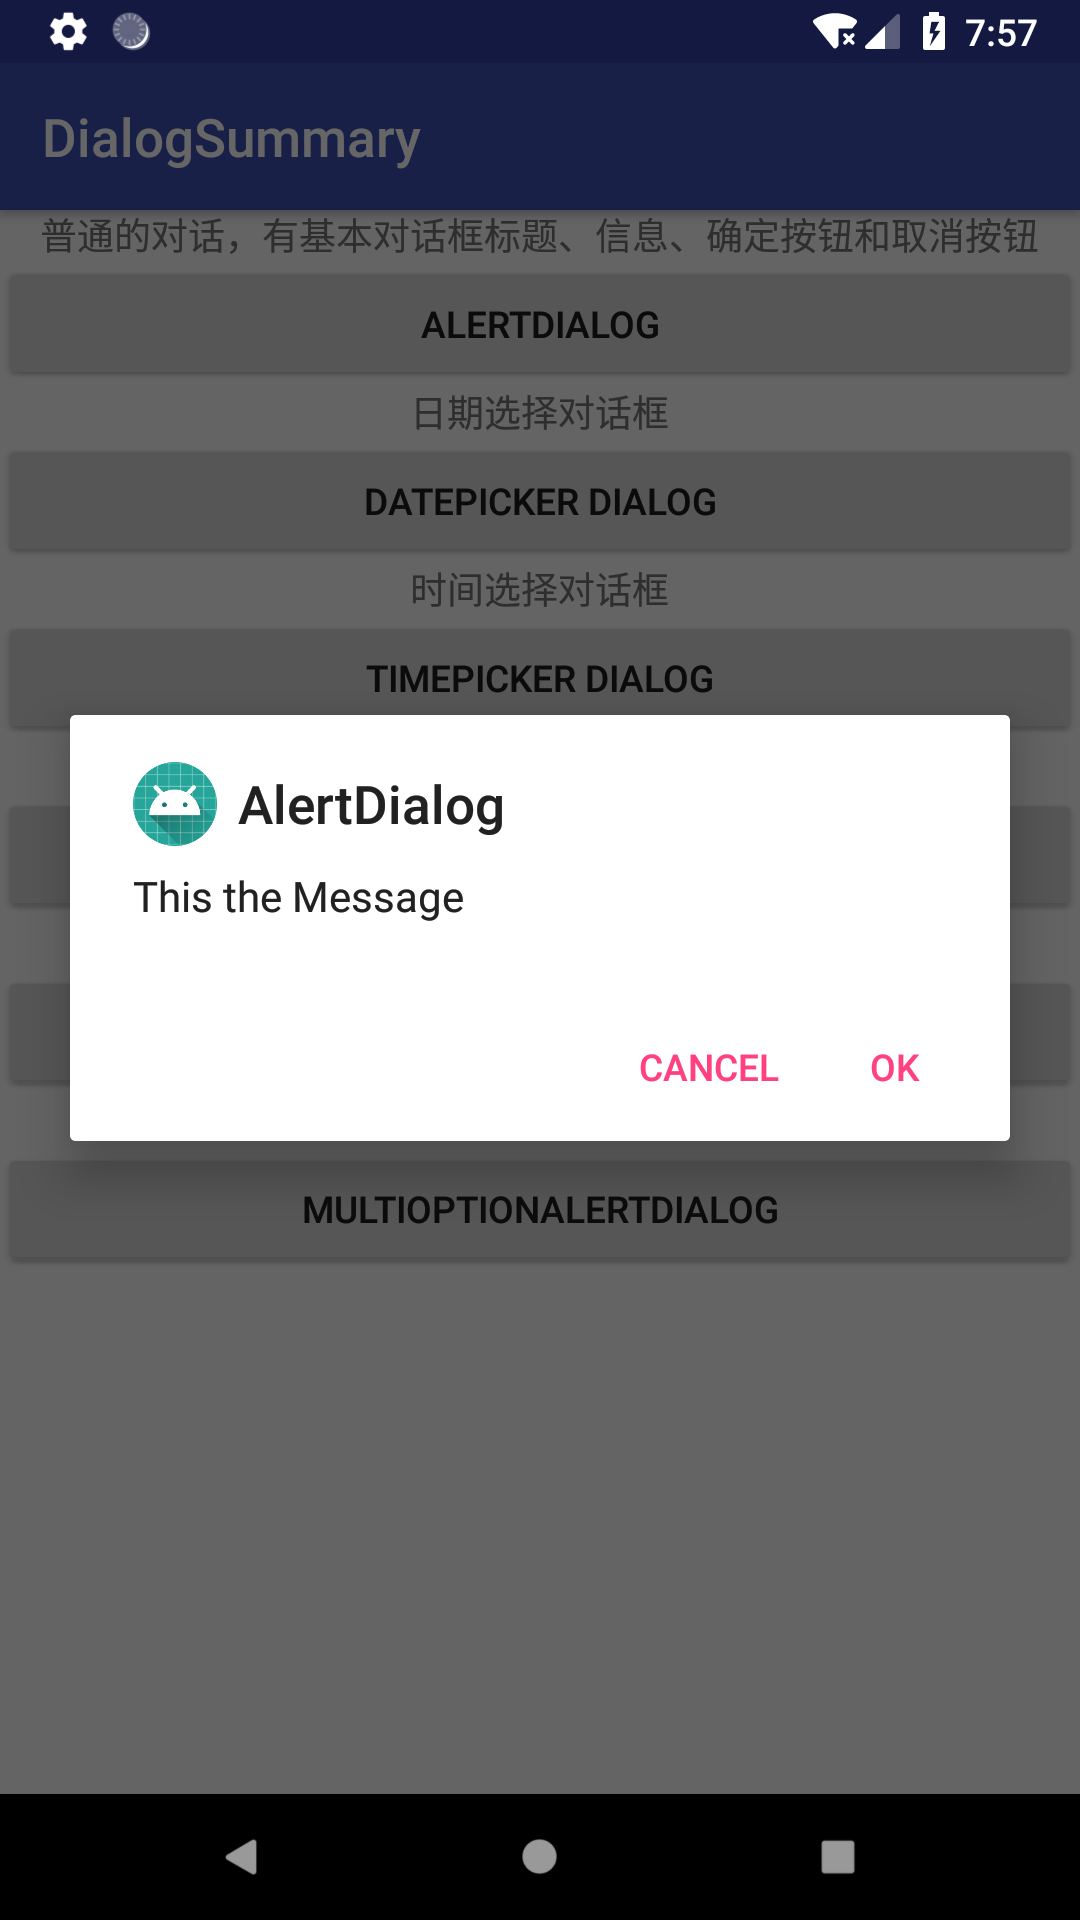 7:57
DialogSummary
普通的对话，有基本对话框标题、信息、确定按钮和取消按钮
ALERTDIALOG
日期选择对话框
DATEPICKER DIALOG
时间选择对话框
TIMEPICKER DIALOG
AlertDialog
This the Message
CANCEL OK
MULTIOPTIONALERTDIALOG